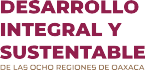 DESARROLLO
INTEGRAL Y
SUSTENTABLE
DE LAS OCHO REGIONES DE OAXACA